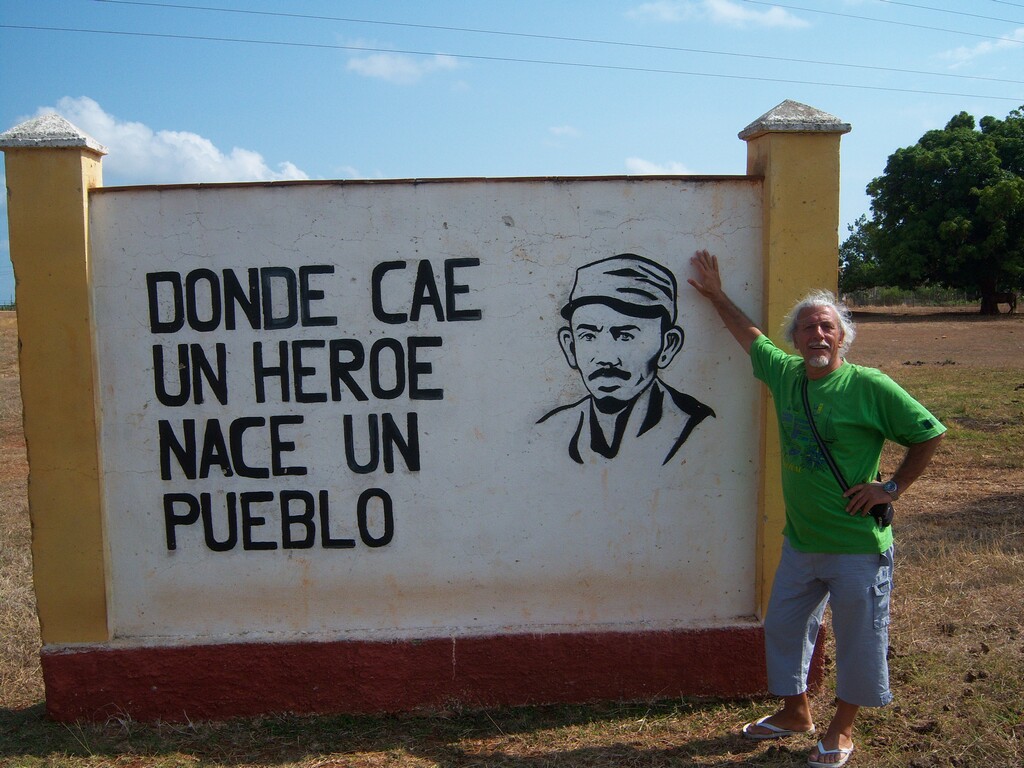 DONDE CAE
UN HEROE
NACE UN
PUEBLO